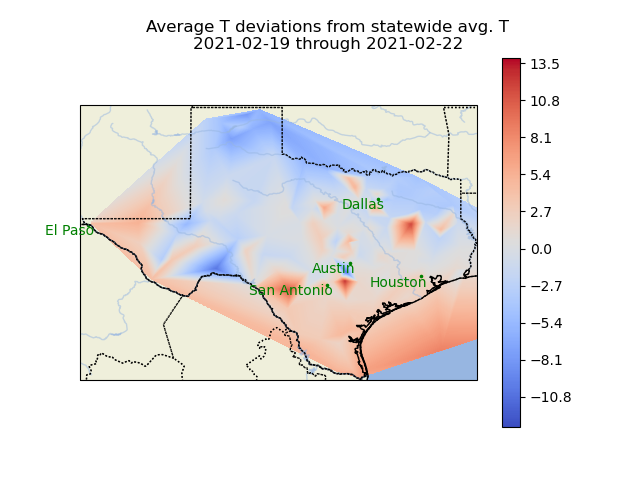 Average T deviations from statewide avg. T
2021-02-19 through 2021-02-22
13.5
10.8
8.1
5.4
2.7
0.0
−2.7
−5.4
−8.1
−10.8
Dallas
El Paso
Austin
San Antonio
Houston